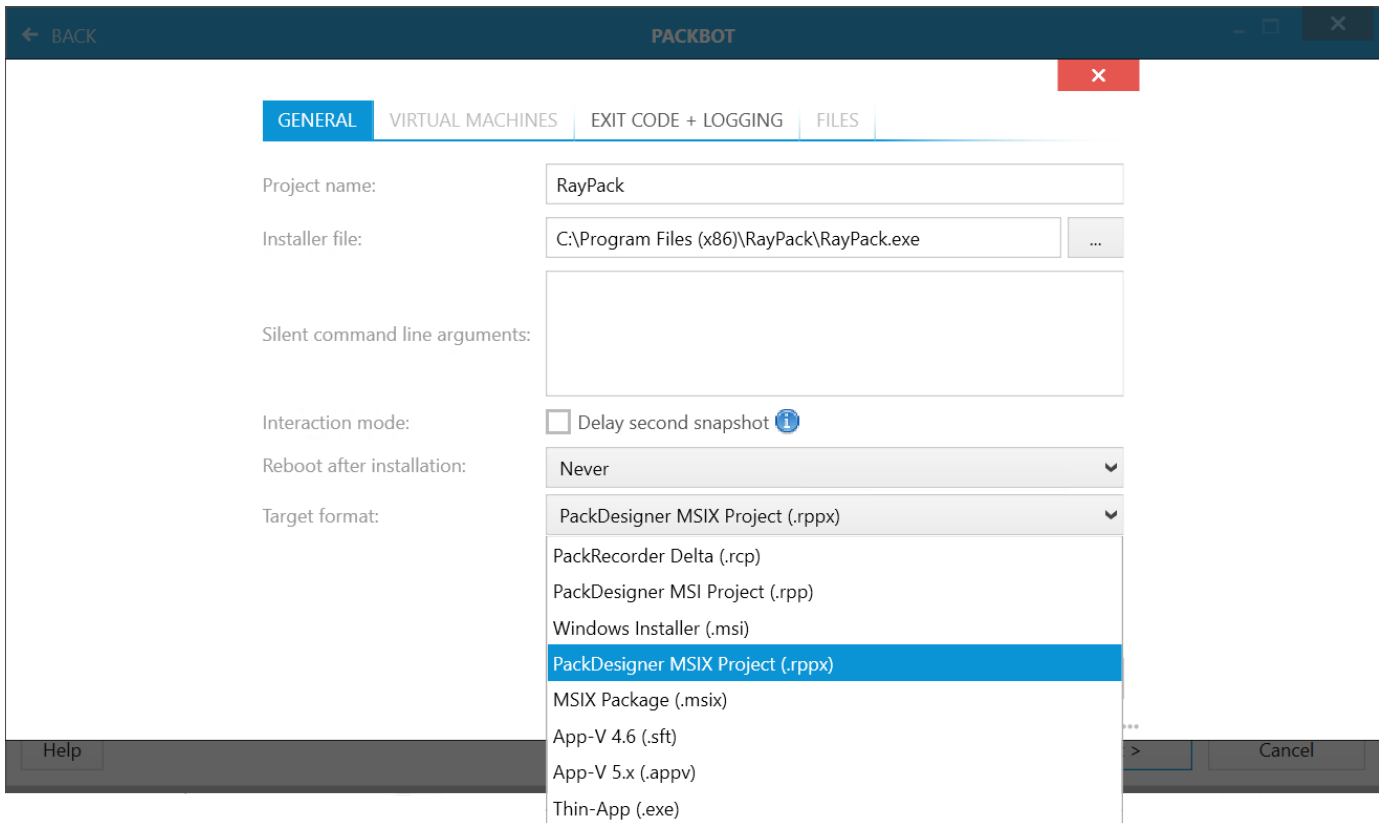 BACK
PACKBOT
GENERAL VIRTUAL MACHINES EXIT CODE + LOGGING FILES
Project name: RayPack
Installer file: C:\Program Files (x86)\RayPack\RayPack.exe ...
Silent command line arguments:
Interaction mode: Delay second snapshot
Reboot after installation: Never
Target format: PackDesigner MSIX Project (.rppx)
PackRecorder Delta (.rcp)
PackDesigner MSI Project (.rpp)
Windows Installer (.msi)
PackDesigner MSIX Project (.rppx)
MSIX Package (.msix)
App-V 4.6 (.sft)
Help > Cancel
App-V 5.x (.appv)
Thin-App (.exe)